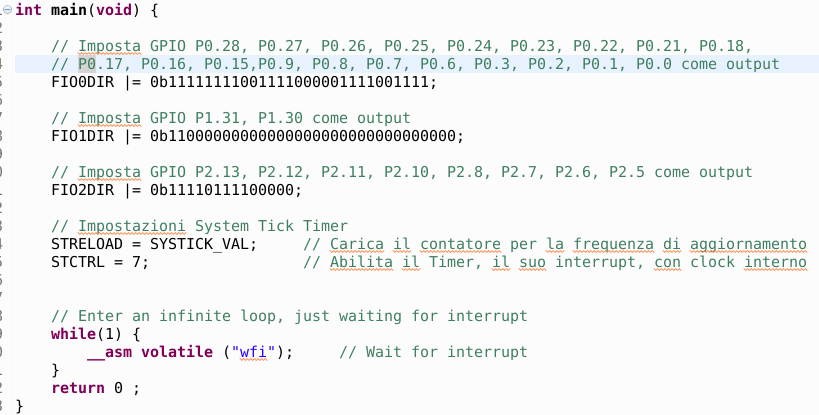 int main(void) {
// Imposta GPIO P0.28, P0.27, P0.26, P0.25, P0.24, P0.23, P0.22, P0.21, P0.18,
// P0.17, P0.16, P0.15,P0.9, P0.8, P0.7, P0.6, P0.3, P0.2, P0.1, P0.0 come output
FIO0DIR |= 0b11111111001111000001111001111;
// Imposta GPIO P1.31, P1.30 come output
FIO1DIR |= 0b11000000000000000000000000000000;
// Imposta GPIO P2.13, P2.12, P2.11, P2.10, P2.8, P2.7, P2.6, P2.5 come output
FIO2DIR |= 0b11110111100000;
// Impostazioni System Tick Timer
STRELOAD = SYSTICK_VAL; // Carica il contatore per la frequenza di aggiornamento
STCTRL = 7; // Abilita il Timer, il suo interrupt, con clock interno
// Enter an infinite loop, just waiting for interrupt
while(1) {
__asm volatile ("wfi"); // Wait for interrupt
}
return 0 ;
}